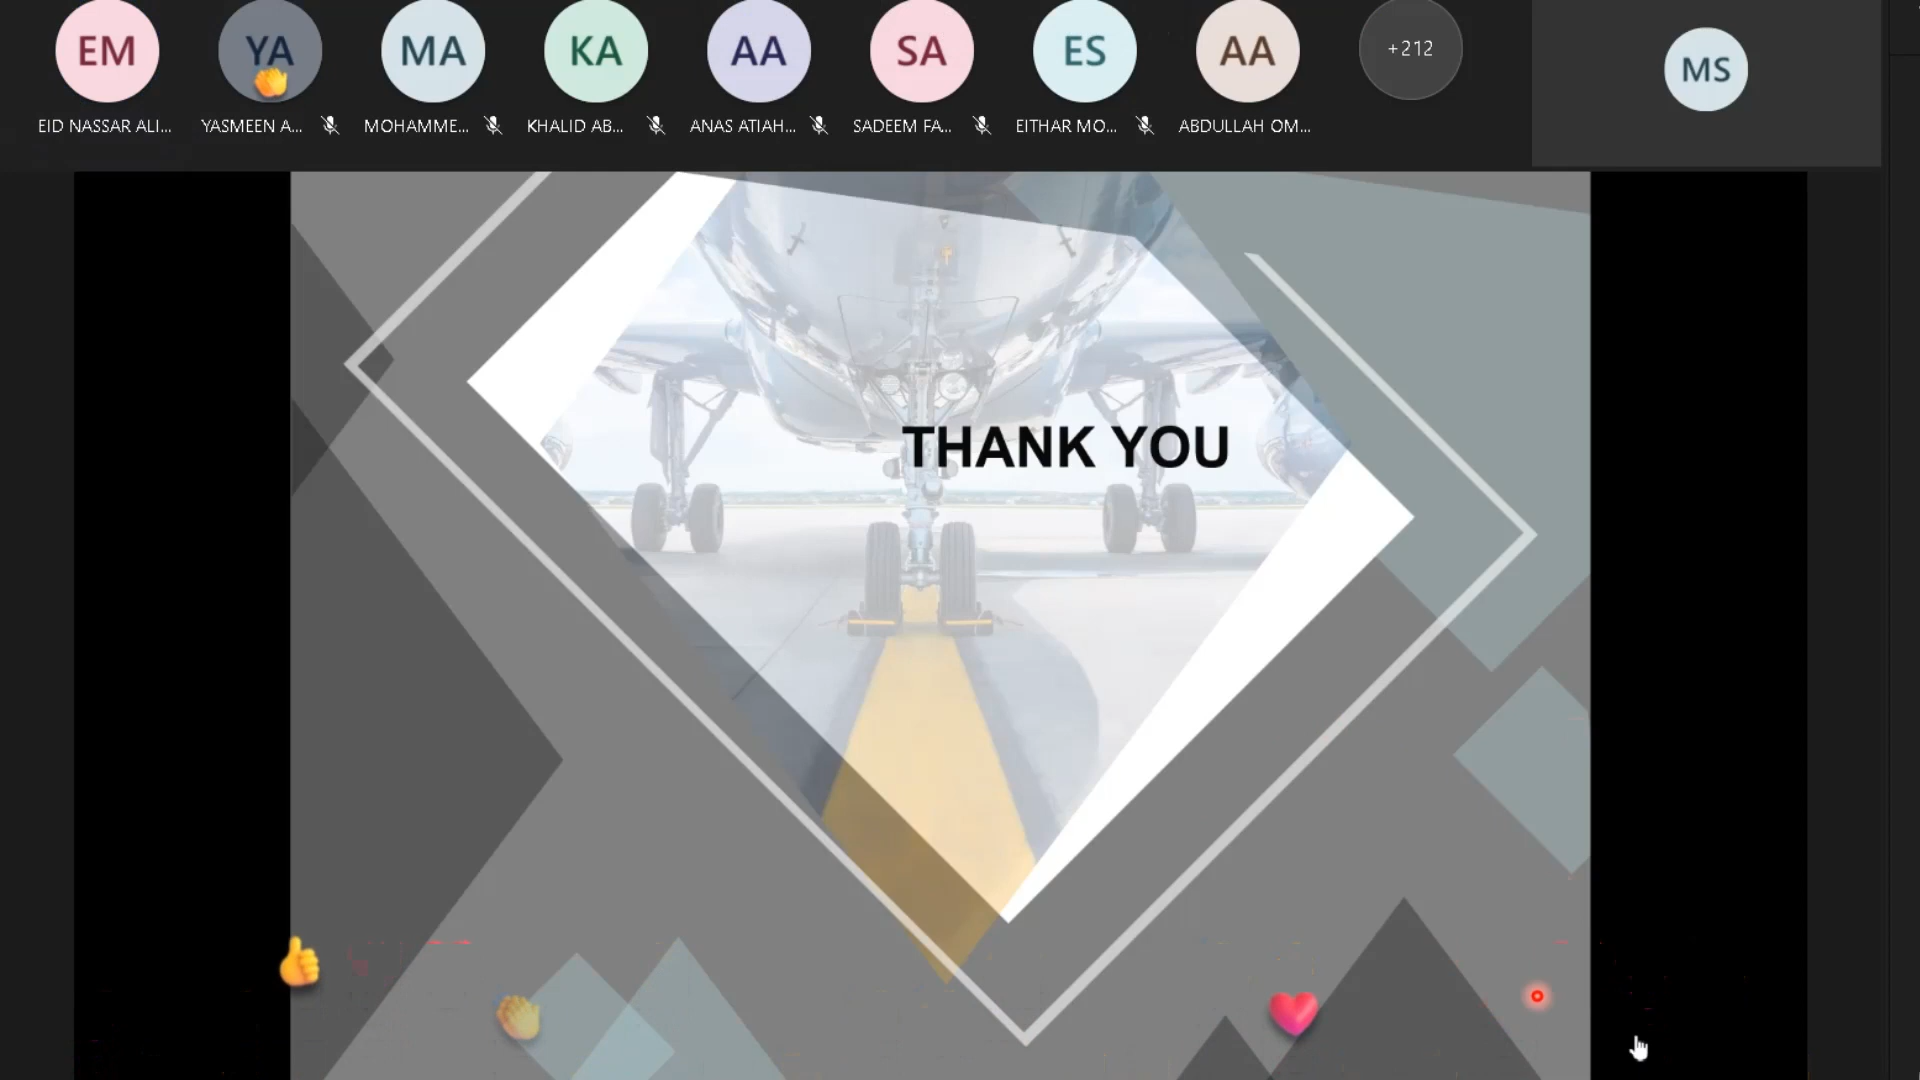 EM
YA
MA
KA
AA
SA
ES
AA
+212
MS
EID NASSAR ALI...
YASMEEN A...
MOHAMME...
KHALID AB...
ANAS ATIAH...
SADEEM FA...
EITHAR MO...
ABDULLAH OM...
THANK YOU